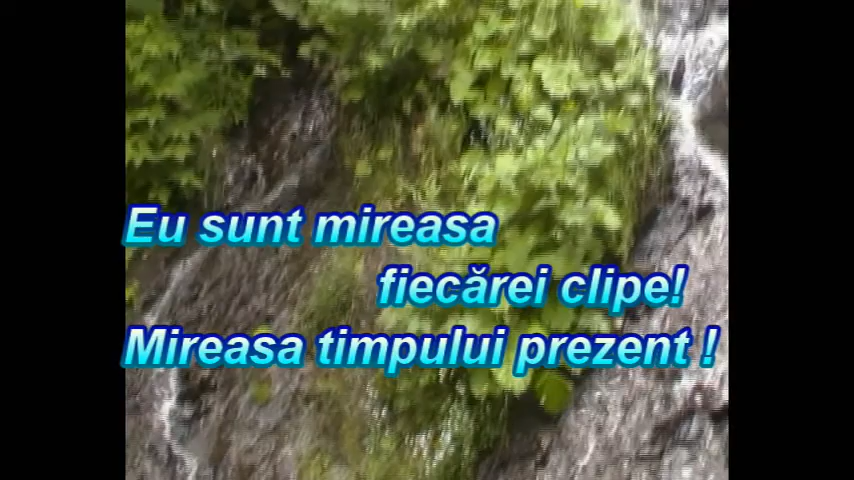 Eu sunt mireasa
fiecărei clipe!
Mireasa timpului prezent !